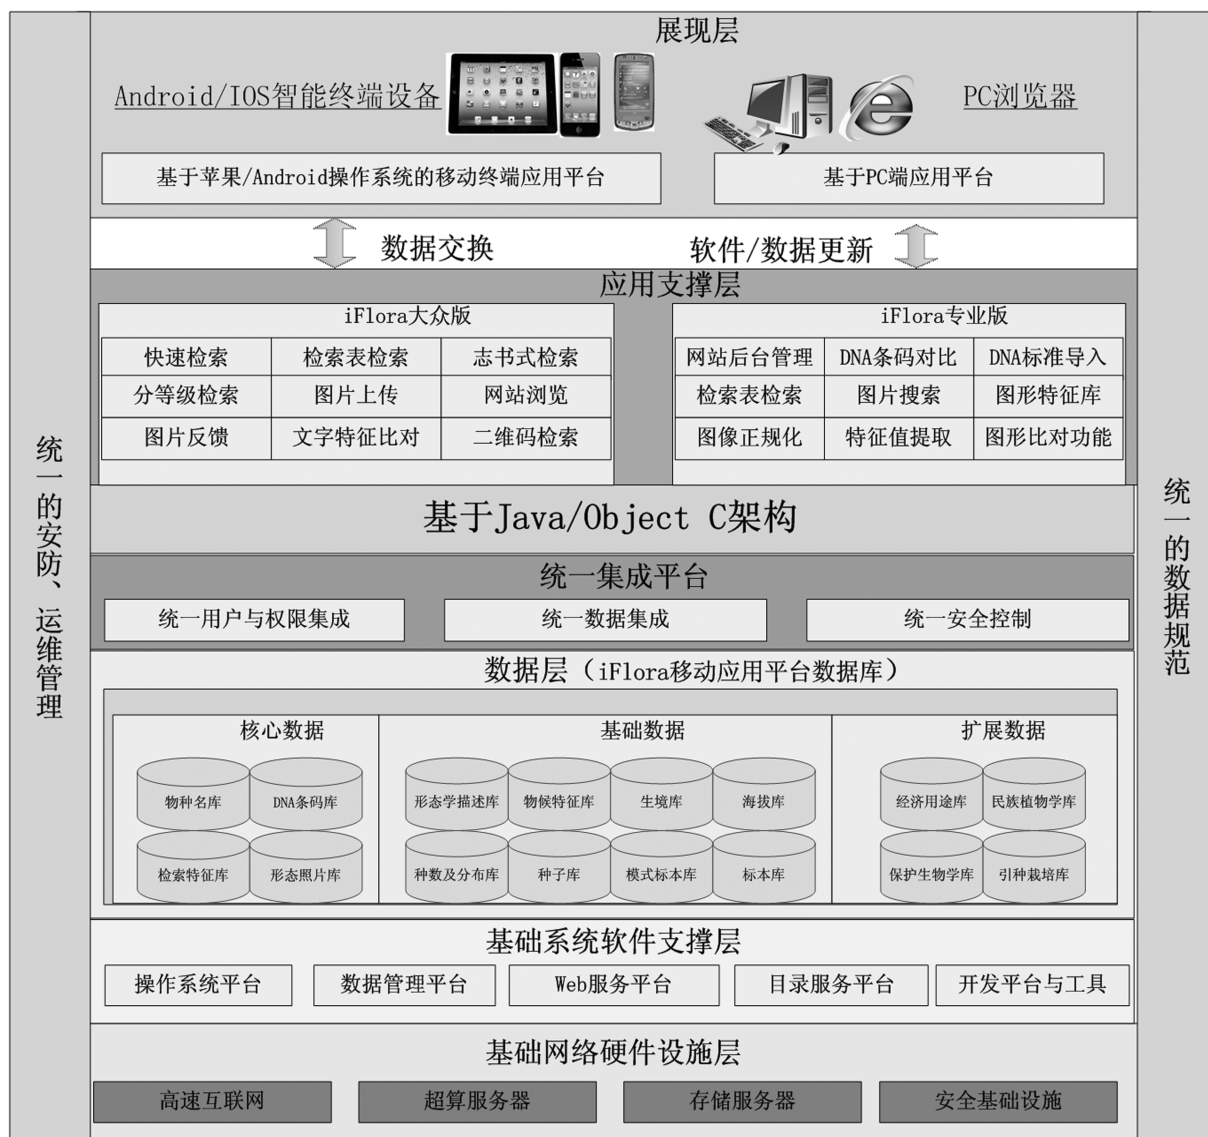 展现层
Android/IOS智能终端设备
PC浏览器
基于苹果/Android操作系统的移动终端应用平台
基于PC端应用平台
数据交换
软件/数据更新
应用支撑层
iFlora大众版
快速检索 检索表检索 志书式检索
分等级检索 图片上传 网站浏览
图片反馈 文字特征比对 二维码检索
iFlora专业版
网站后台管理 DNA条码对比 DNA标准导入
检索表检索 图片搜索 图形特征库
图像正规化 特征值提取 图形比对功能
基于Java/Object C架构
统一集成平台
统一用户与权限集成 统一数据集成 统一安全控制
数据层（iFlora移动应用平台数据库）
核心数据
物种名库 DNA条码库
检索特征库 形态照片库
基础数据
形态学描述库 物候特征库 生境库 海拔库
种数及分布库 种子库 模式标本库 标本库
扩展数据
经济用途库 民族植物学库
保护生物学库 引种栽培库
基础系统软件支撑层
操作系统平台 数据管理平台 Web服务平台 目录服务平台 开发平台与工具
基础网络硬件设施层
高速互联网 超算服务器 存储服务器 安全基础设施
统一的安防、运维管理
统一的数据规范